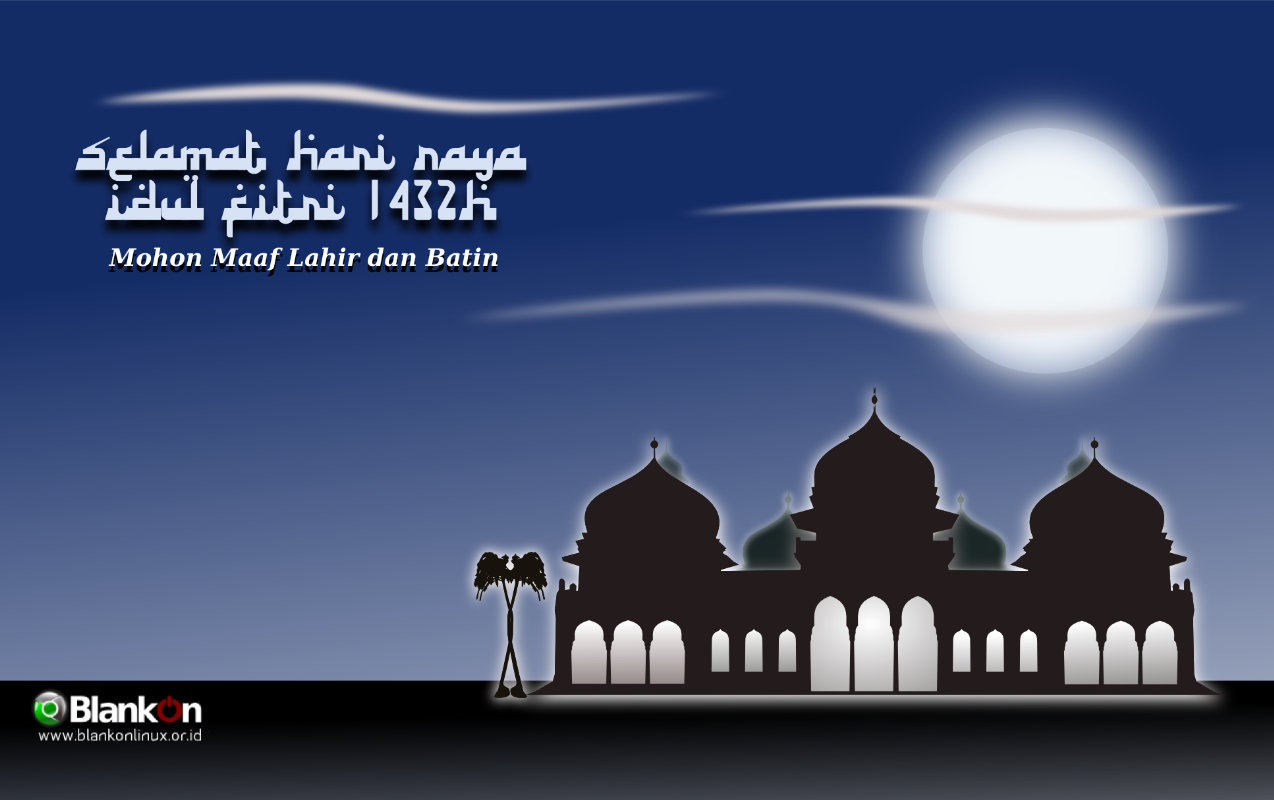 selamat hari raya
idul fitri 1432h
Mohon Maaf Lahir dan Batin
BlankOn
www.blankonlinux.or.id